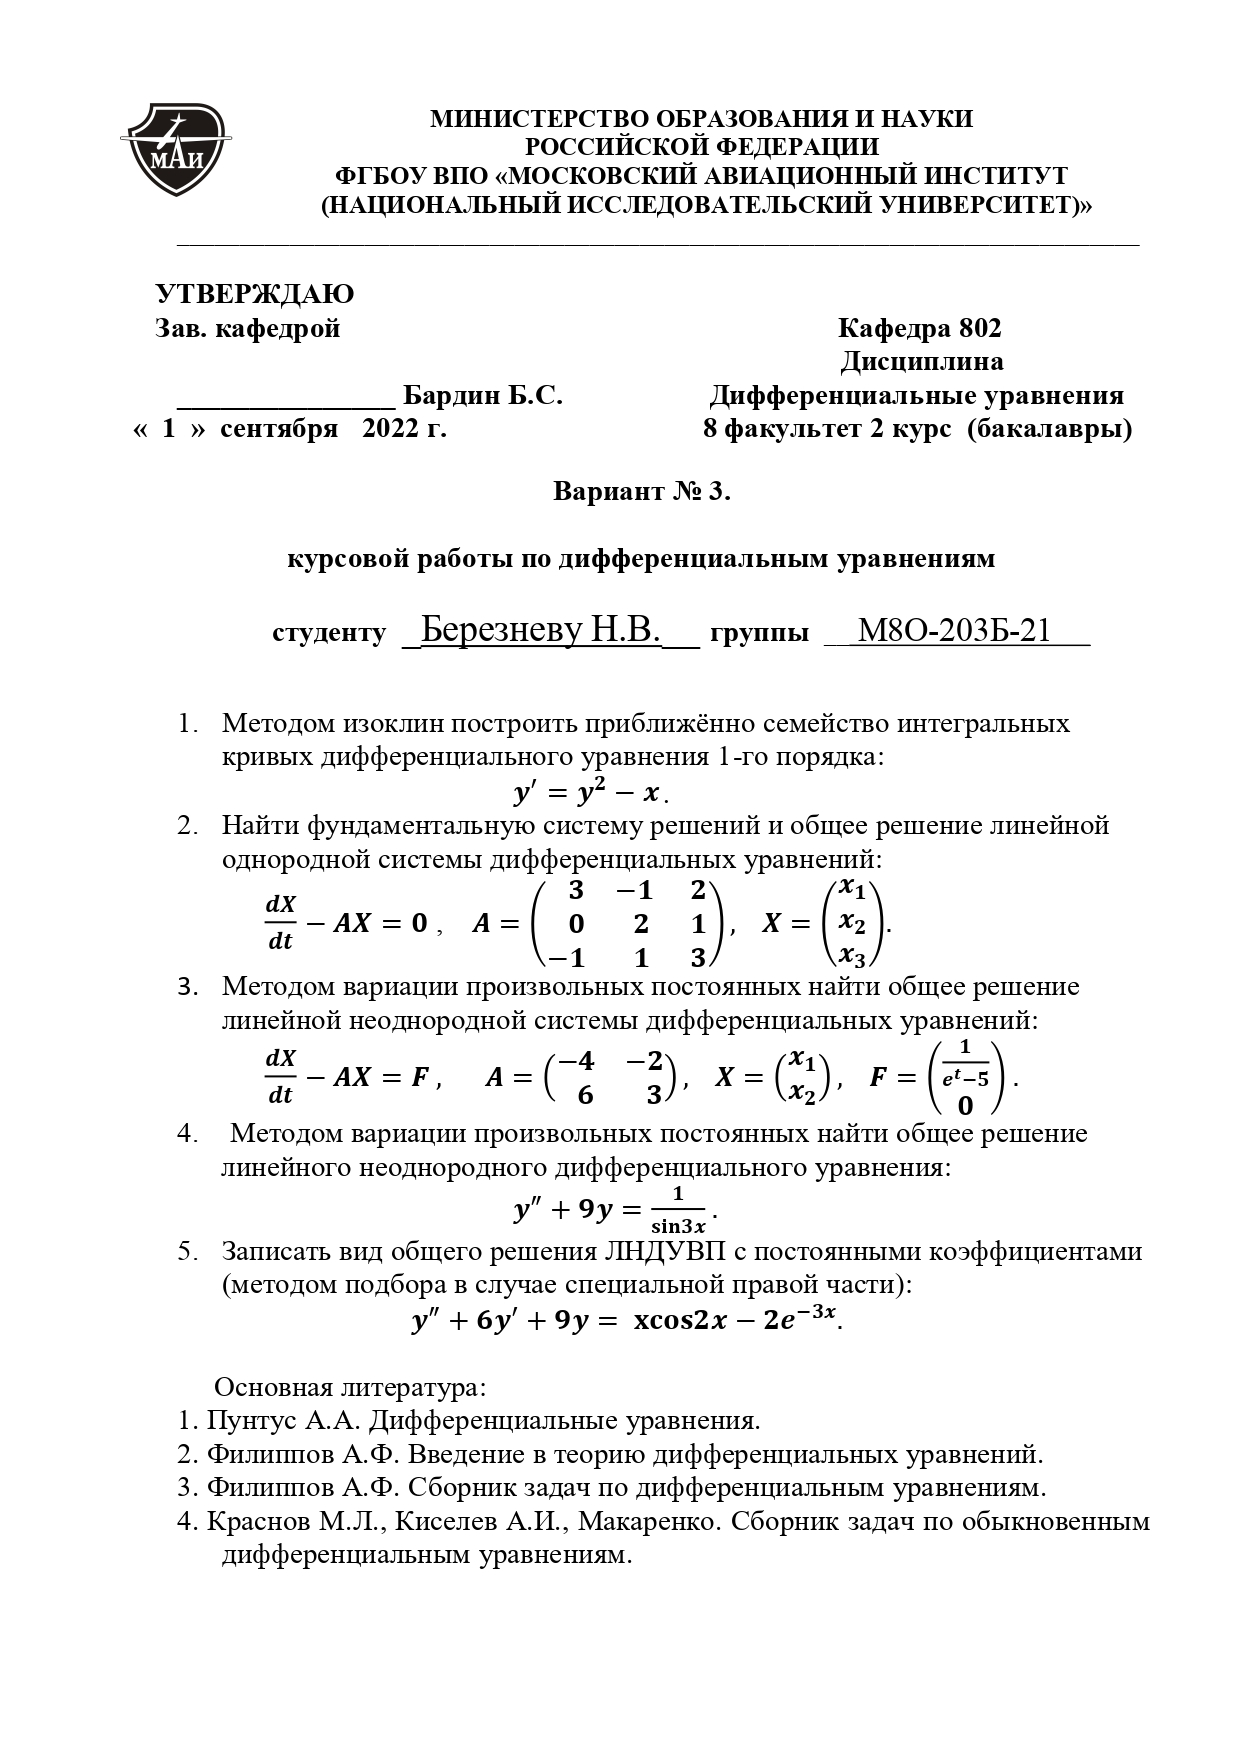 МАИ
МИНИСТЕРСТВО ОБРАЗОВАНИЯ И НАУКИ
РОССИЙСКОЙ ФЕДЕРАЦИИ
ФГБОУ ВПО «МОСКОВСКИЙ АВИАЦИОННЫЙ ИНСТИТУТ
(НАЦИОНАЛЬНЫЙ ИССЛЕДОВАТЕЛЬСКИЙ УНИВЕРСИТЕТ)»
УТВЕРЖДАЮ
Зав. кафедрой Кафедра 802
Дисциплина
_______________ Бардин Б.С. Дифференциальные уравнения
« 1 » сентября 2022 г. 8 факультет 2 курс (бакалавры)
Вариант № 3.
курсовой работы по дифференциальным уравнениям
студенту _Березневу Н.В.__ группы __М8О-203Б-21__
1. Методом изоклин построить приближённо семейство интегральных
кривых дифференциального уравнения 1-го порядка:
y′ = y² − x.
2. Найти фундаментальную систему решений и общее решение линейной
однородной системы дифференциальных уравнений:
dX/dt − AX = 0 , A = (3 −1 2; 0 2 1; −1 1 3), X = (x₁; x₂; x₃).
3. Методом вариации произвольных постоянных найти общее решение
линейной неоднородной системы дифференциальных уравнений:
dX/dt − AX = F , A = (−4 −2; 6 3), X = (x₁; x₂), F = (1/(eᵗ−5); 0) .
4. Методом вариации произвольных постоянных найти общее решение
линейного неоднородного дифференциального уравнения:
y″ + 9y = 1/sin3x .
5. Записать вид общего решения ЛНДУВП с постоянными коэффициентами
(методом подбора в случае специальной правой части):
y″ + 6y′ + 9y = xcos2x − 2e⁻³ˣ.
Основная литература:
1. Пунтус А.А. Дифференциальные уравнения.
2. Филиппов А.Ф. Введение в теорию дифференциальных уравнений.
3. Филиппов А.Ф. Сборник задач по дифференциальным уравнениям.
4. Краснов М.Л., Киселев А.И., Макаренко. Сборник задач по обыкновенным
дифференциальным уравнениям.